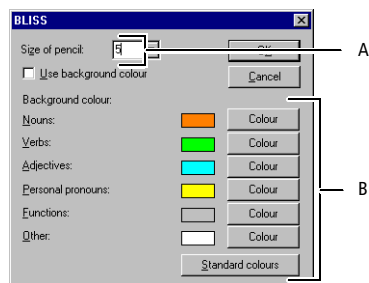 BLISS
Size of pencil: 5
OK
A
Use background colour
Cancel
Background colour:
Nouns: Colour
Verbs: Colour
Adjectives: Colour
Personal pronouns: Colour
B
Functions: Colour
Other: Colour
Standard colours